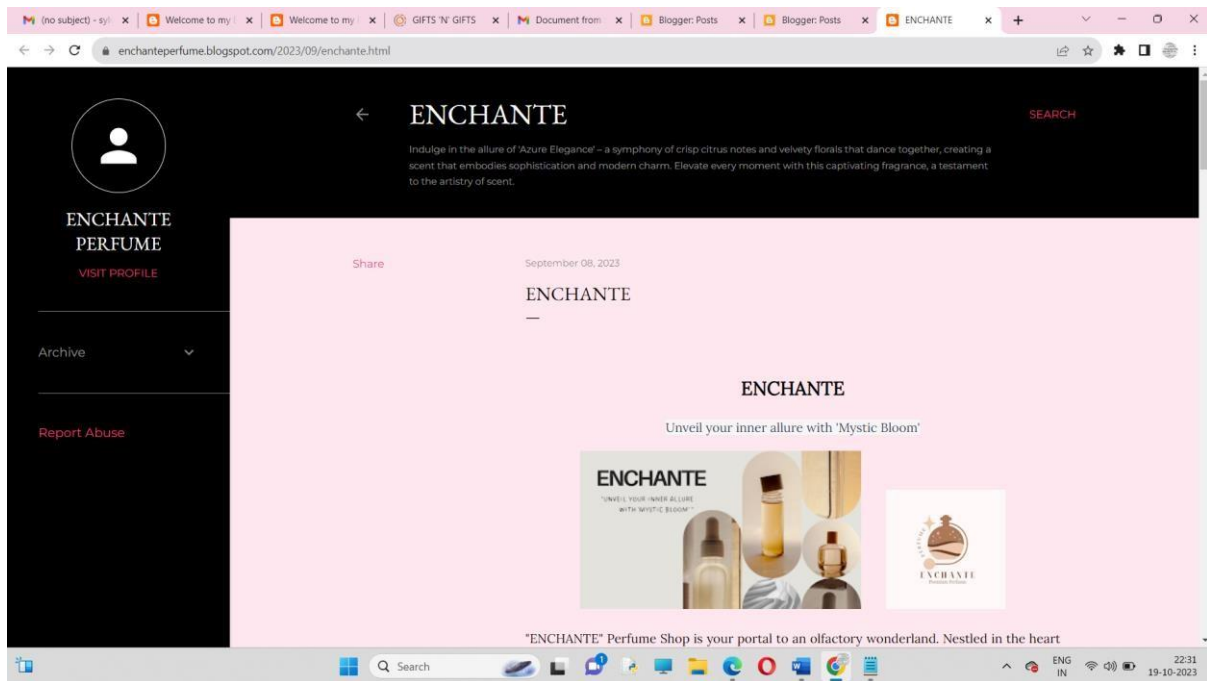 (no subject) - syl
Welcome to my
Welcome to my
GIFTS 'N' GIFTS
Document from
Blogger: Posts
Blogger: Posts
ENCHANTE
enchanteperfume.blogspot.com/2023/09/enchante.html
ENCHANTE
PERFUME
VISIT PROFILE
Archive
Report Abuse
ENCHANTE
SEARCH
Indulge in the allure of 'Azure Elegance' – a symphony of crisp citrus notes and velvety florals that dance together, creating a
scent that embodies sophistication and modern charm. Elevate every moment with this captivating fragrance, a testament
to the artistry of scent.
Share
September 08, 2023
ENCHANTE
ENCHANTE
Unveil your inner allure with 'Mystic Bloom'
ENCHANTE
"UNVEIL YOUR INNER ALLURE
WITH 'MYSTIC BLOOM'"
PERFUME
ENCHANTE
Premium Perfume
"ENCHANTE" Perfume Shop is your portal to an olfactory wonderland. Nestled in the heart
Search
1
ENG
IN
22:31
19-10-2023